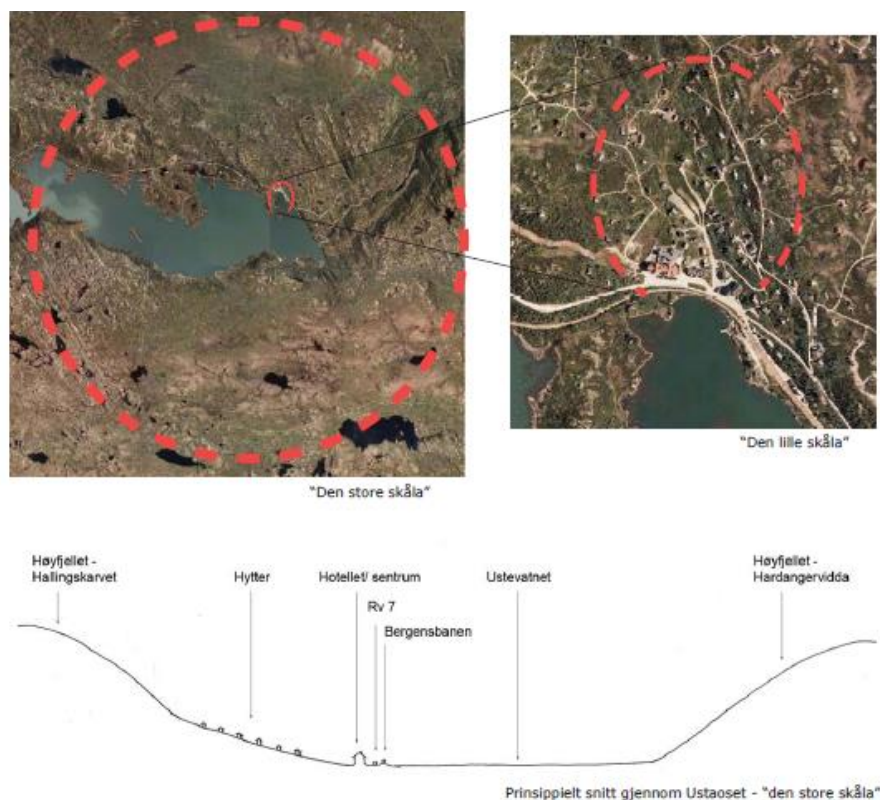 “Den lille skåla”
“Den store skåla”
Høyfjellet -
Hallingskarvet
Hytter
Hotellet/ sentrum
Rv 7
Bergensbanen
Ustevatnet
Høyfjellet -
Hardangervidda
Prinsippielt snitt gjennom Ustaoset - “den store skåla”